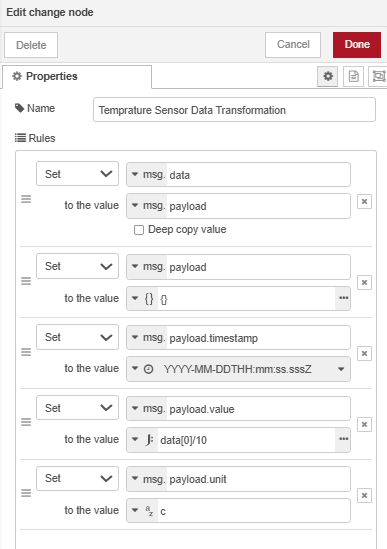 Edit change node
Delete Cancel Done
Properties
Name Temprature Sensor Data Transformation
Rules
Set msg. data
to the value msg. payload
Deep copy value
Set msg. payload
to the value {} {}
Set msg. payload.timestamp
to the value YYYY-MM-DDTHH:mm:ss.sssZ
Set msg. payload.value
to the value J: data[0]/10
Set msg. payload.unit
to the value az c